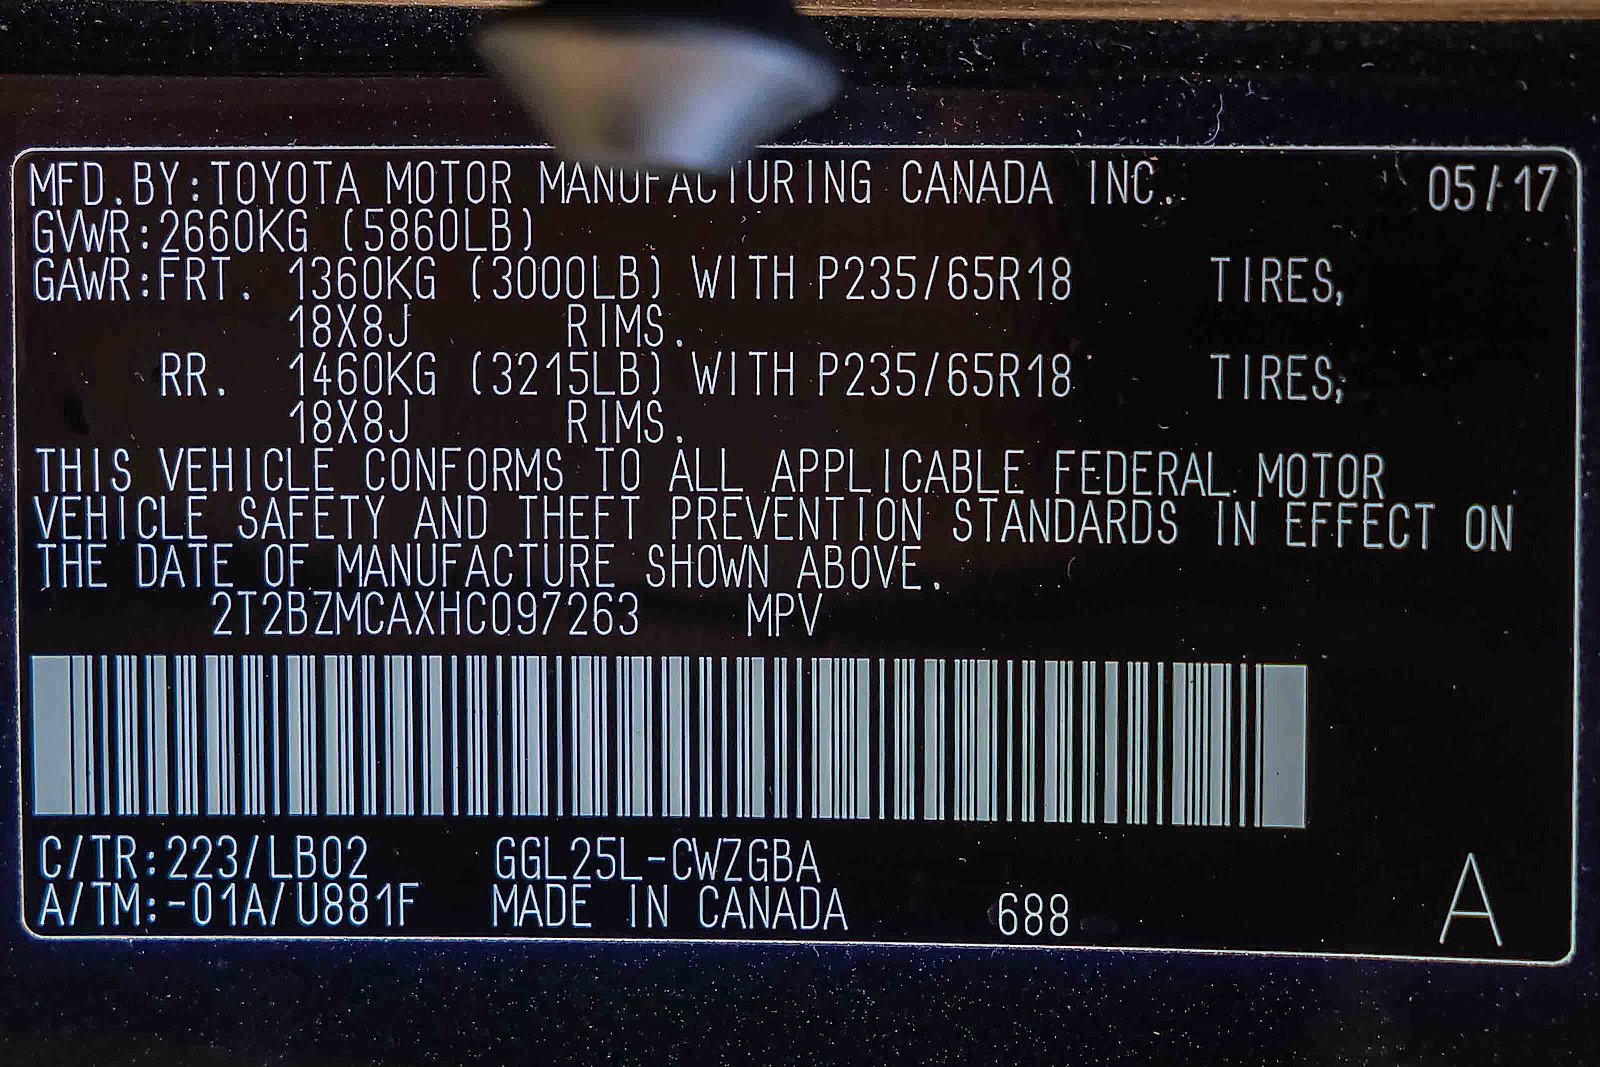 MFD.BY:TOYOTA MOTOR MANUFACTURING CANADA INC. 05/17
GVWR:2660KG (5860LB)
GAWR:FRT. 1360KG (3000LB) WITH P235/65R18 TIRES,
18X8J RIMS.
RR. 1460KG (3215LB) WITH P235/65R18 TIRES,
18X8J RIMS.
THIS VEHICLE CONFORMS TO ALL APPLICABLE FEDERAL MOTOR
VEHICLE SAFETY AND THEFT PREVENTION STANDARDS IN EFFECT ON
THE DATE OF MANUFACTURE SHOWN ABOVE.
2T2BZMCAXHC097263 MPV
C/TR:223/LB02 GGL25L-CWZGBA
A/TM:-01A/U881F MADE IN CANADA 688 A